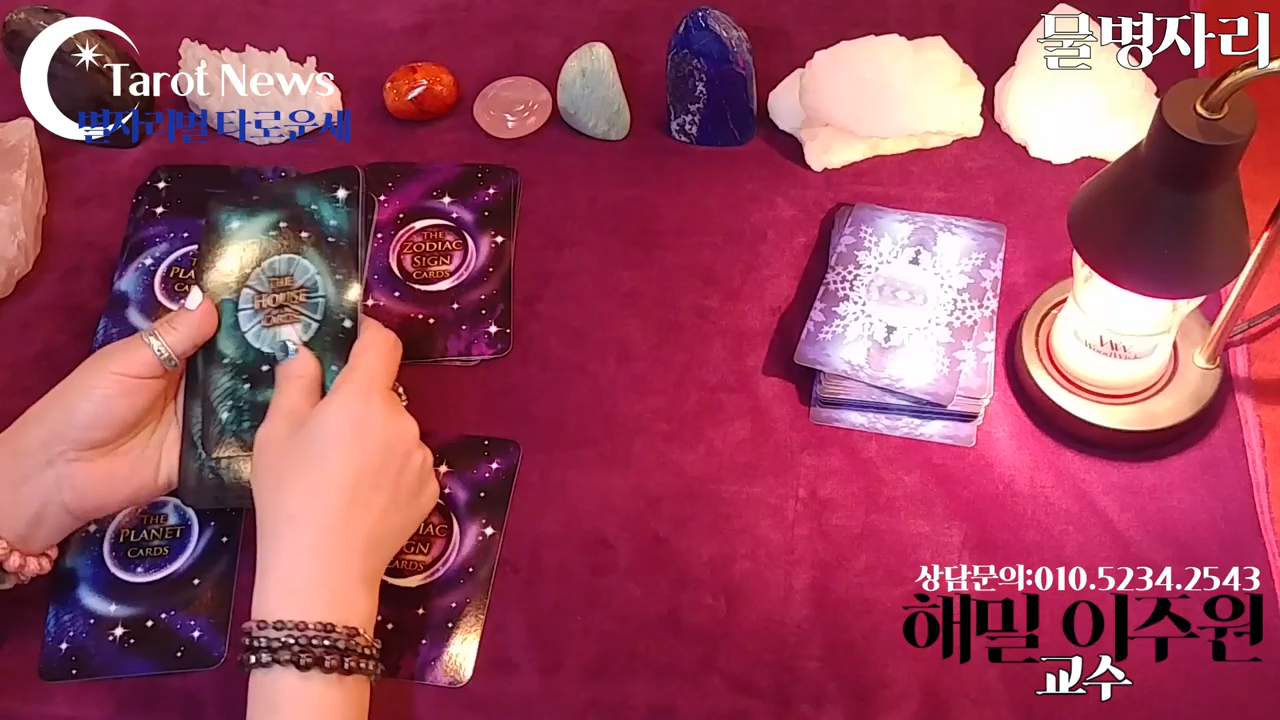 Tarot News
별자리별 타로운세
물병자리
THE
ZODIAC
SIGN
CARDS
THE
HOUSE
CARDS
THE
PLANET
CARDS
WW
WoodWick
상담문의:010.5234.2543
해밀 이주원
교수